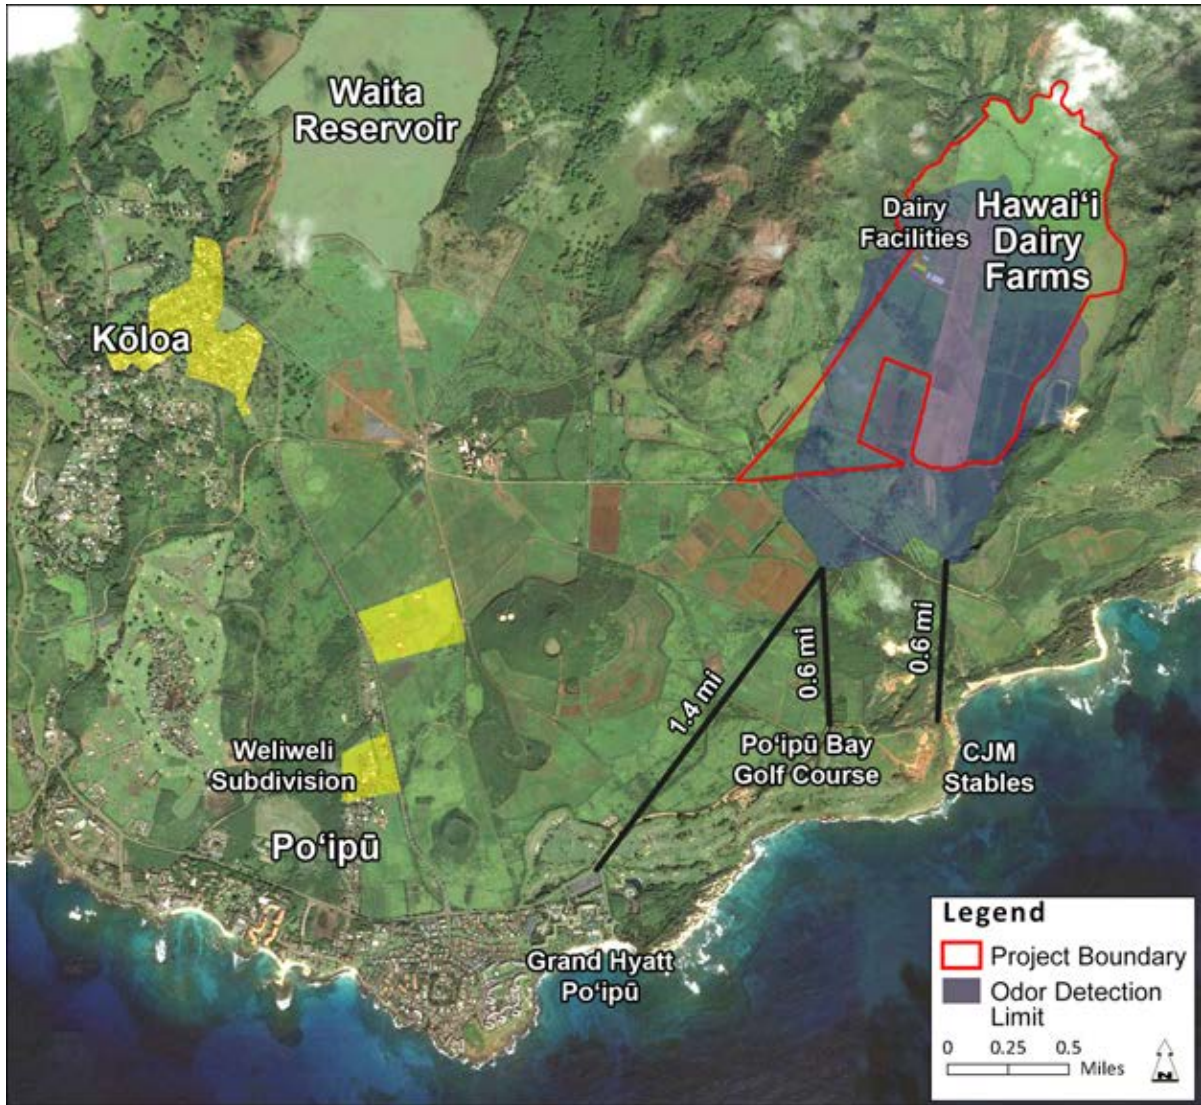 Waita
Reservoir
Dairy
Facilities
Hawai‘i
Dairy
Farms
Kōloa
1.4 mi
0.6 mi
0.6 mi
Weliweli
Subdivision
Po‘ipū Bay
Golf Course
CJM
Stables
Po‘ipū
Grand Hyatt
Po‘ipū
Legend
Project Boundary
Odor Detection
Limit
0 0.25 0.5
Miles
N